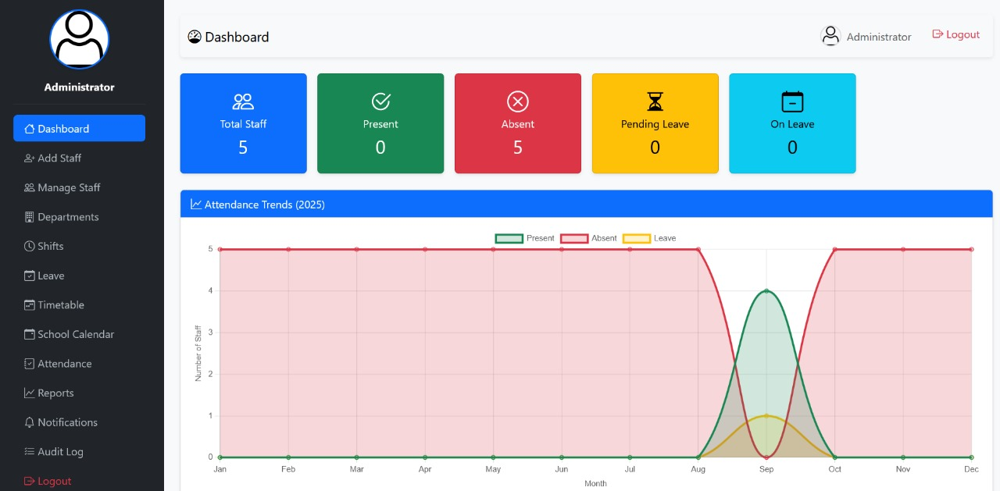 Administrator
Dashboard
Add Staff
Manage Staff
Departments
Shifts
Leave
Timetable
School Calendar
Attendance
Reports
Notifications
Audit Log
Logout
Dashboard
Administrator
Logout
Total Staff
5
Present
0
Absent
5
Pending Leave
0
On Leave
0
Attendance Trends (2025)
Present Absent Leave
Number of Staff
5
4
3
2
1
0
Jan Feb Mar Apr May Jun Jul Aug Sep Oct Nov Dec
Month